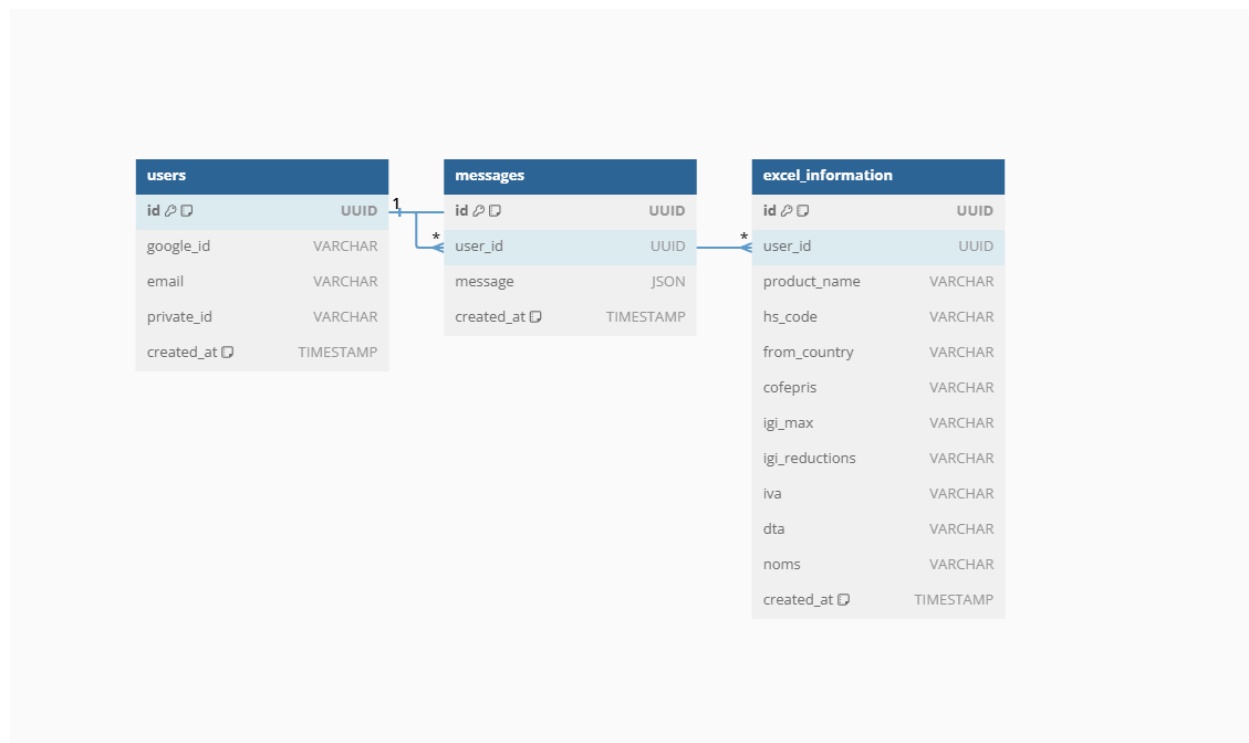 users
id UUID
google_id VARCHAR
email VARCHAR
private_id VARCHAR
created_at TIMESTAMP
1
*
messages
id UUID
user_id UUID
message JSON
created_at TIMESTAMP
*
excel_information
id UUID
user_id UUID
product_name VARCHAR
hs_code VARCHAR
from_country VARCHAR
cofepris VARCHAR
igi_max VARCHAR
igi_reductions VARCHAR
iva VARCHAR
dta VARCHAR
noms VARCHAR
created_at TIMESTAMP